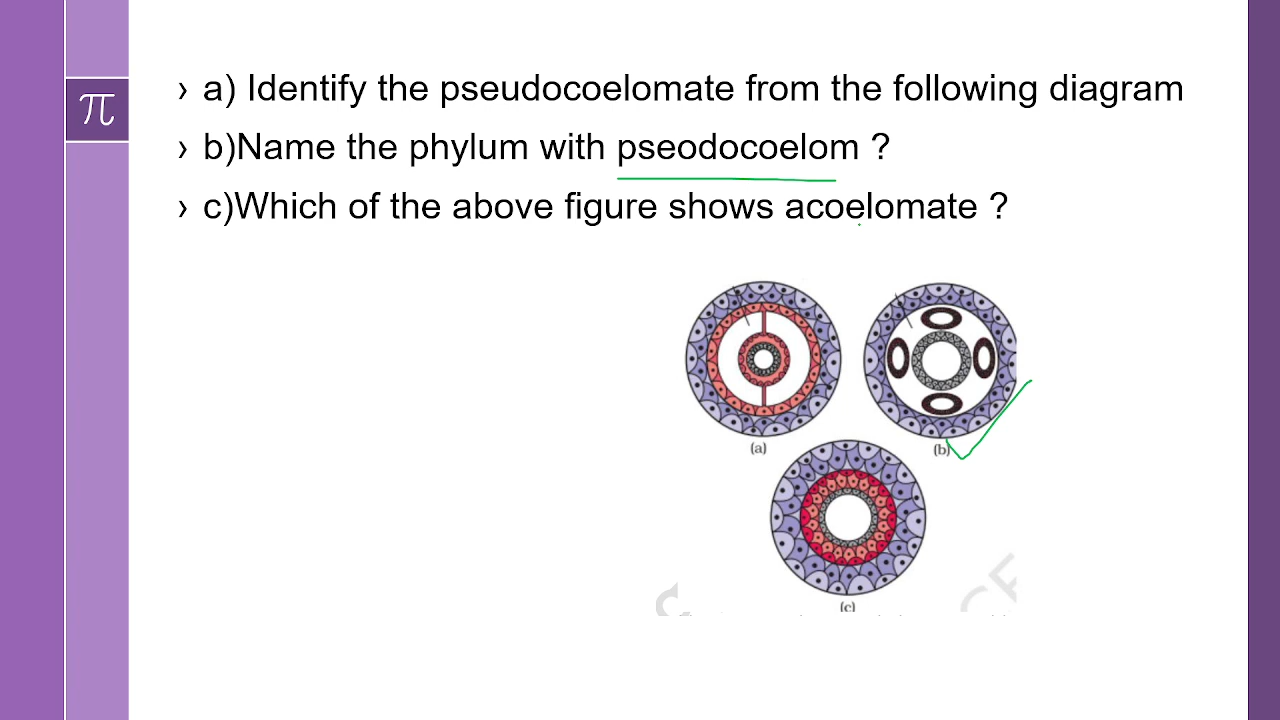 π
› a) Identify the pseudocoelomate from the following diagram
› b)Name the phylum with pseodocoelom ?
› c)Which of the above figure shows acoelomate ?
(a)
(b)
(c)